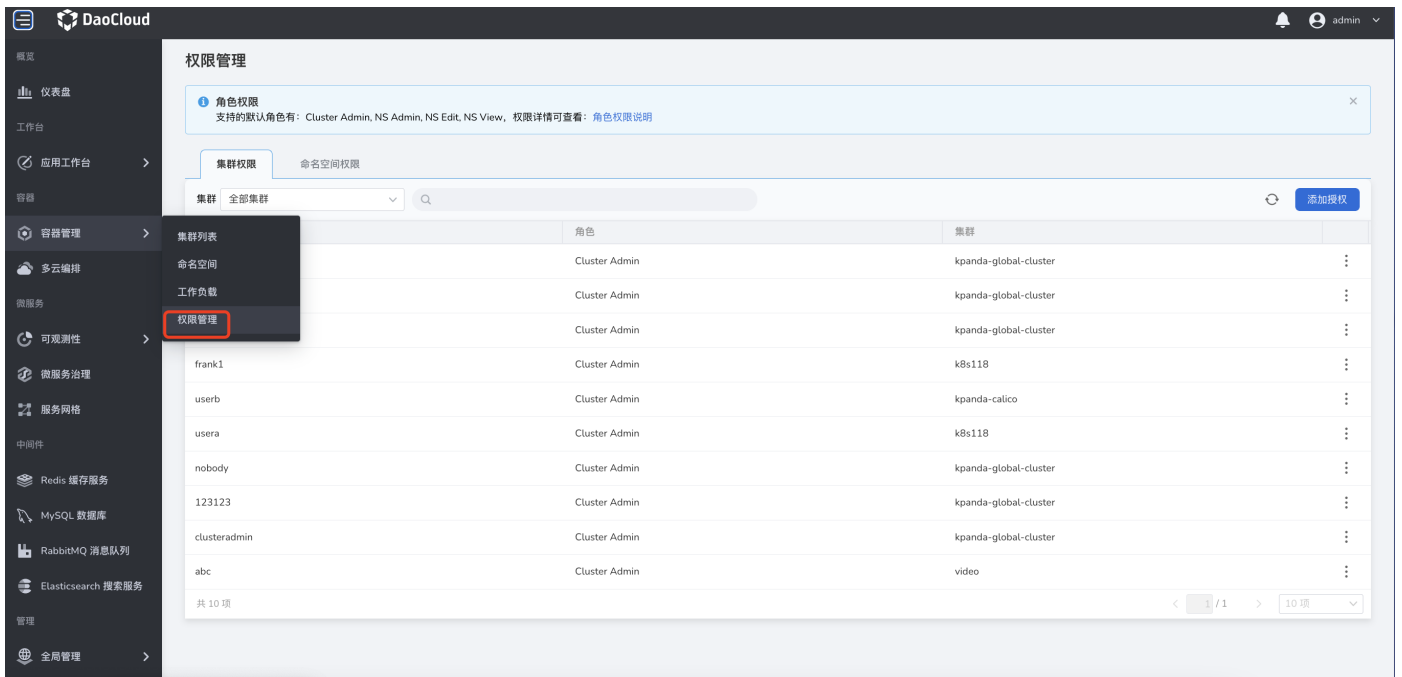 DaoCloud
admin
概览
仪表盘
工作台
应用工作台
容器
容器管理
多云编排
微服务
可观测性
微服务治理
服务网格
中间件
Redis 缓存服务
MySQL 数据库
RabbitMQ 消息队列
Elasticsearch 搜索服务
管理
全局管理
集群列表
命名空间
工作负载
权限管理
权限管理
角色权限
支持的默认角色有：Cluster Admin, NS Admin, NS Edit, NS View，权限详情可查看：角色权限说明
集群权限 命名空间权限
集群 全部集群 添加授权
角色 集群
Cluster Admin kpanda-global-cluster
Cluster Admin kpanda-global-cluster
Cluster Admin kpanda-global-cluster
frank1 Cluster Admin k8s118
userb Cluster Admin kpanda-calico
usera Cluster Admin k8s118
nobody Cluster Admin kpanda-global-cluster
123123 Cluster Admin kpanda-global-cluster
clusteradmin Cluster Admin kpanda-global-cluster
abc Cluster Admin video
共 10 项 1 / 1 10 项